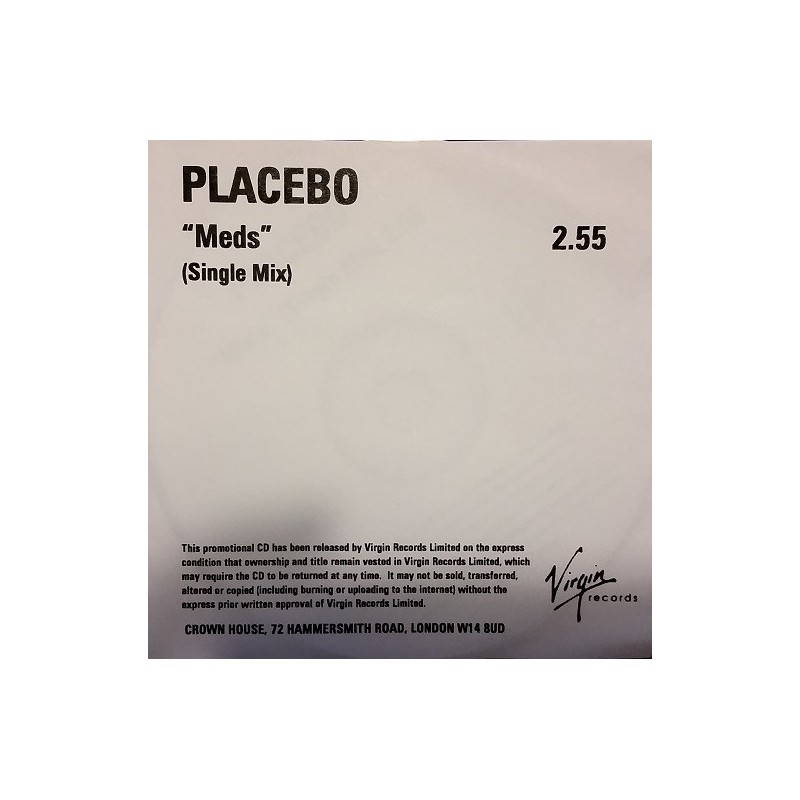 PLACEBO
“Meds” 2.55
(Single Mix)
This promotional CD has been released by Virgin Records Limited on the express
condition that ownership and title remain vested in Virgin Records Limited, which
may require the CD to be returned at any time. It may not be sold, transferred,
altered or copied (including burning or uploading to the internet) without the
express prior written approval of Virgin Records Limited.
Virgin
records
CROWN HOUSE, 72 HAMMERSMITH ROAD, LONDON W14 8UD